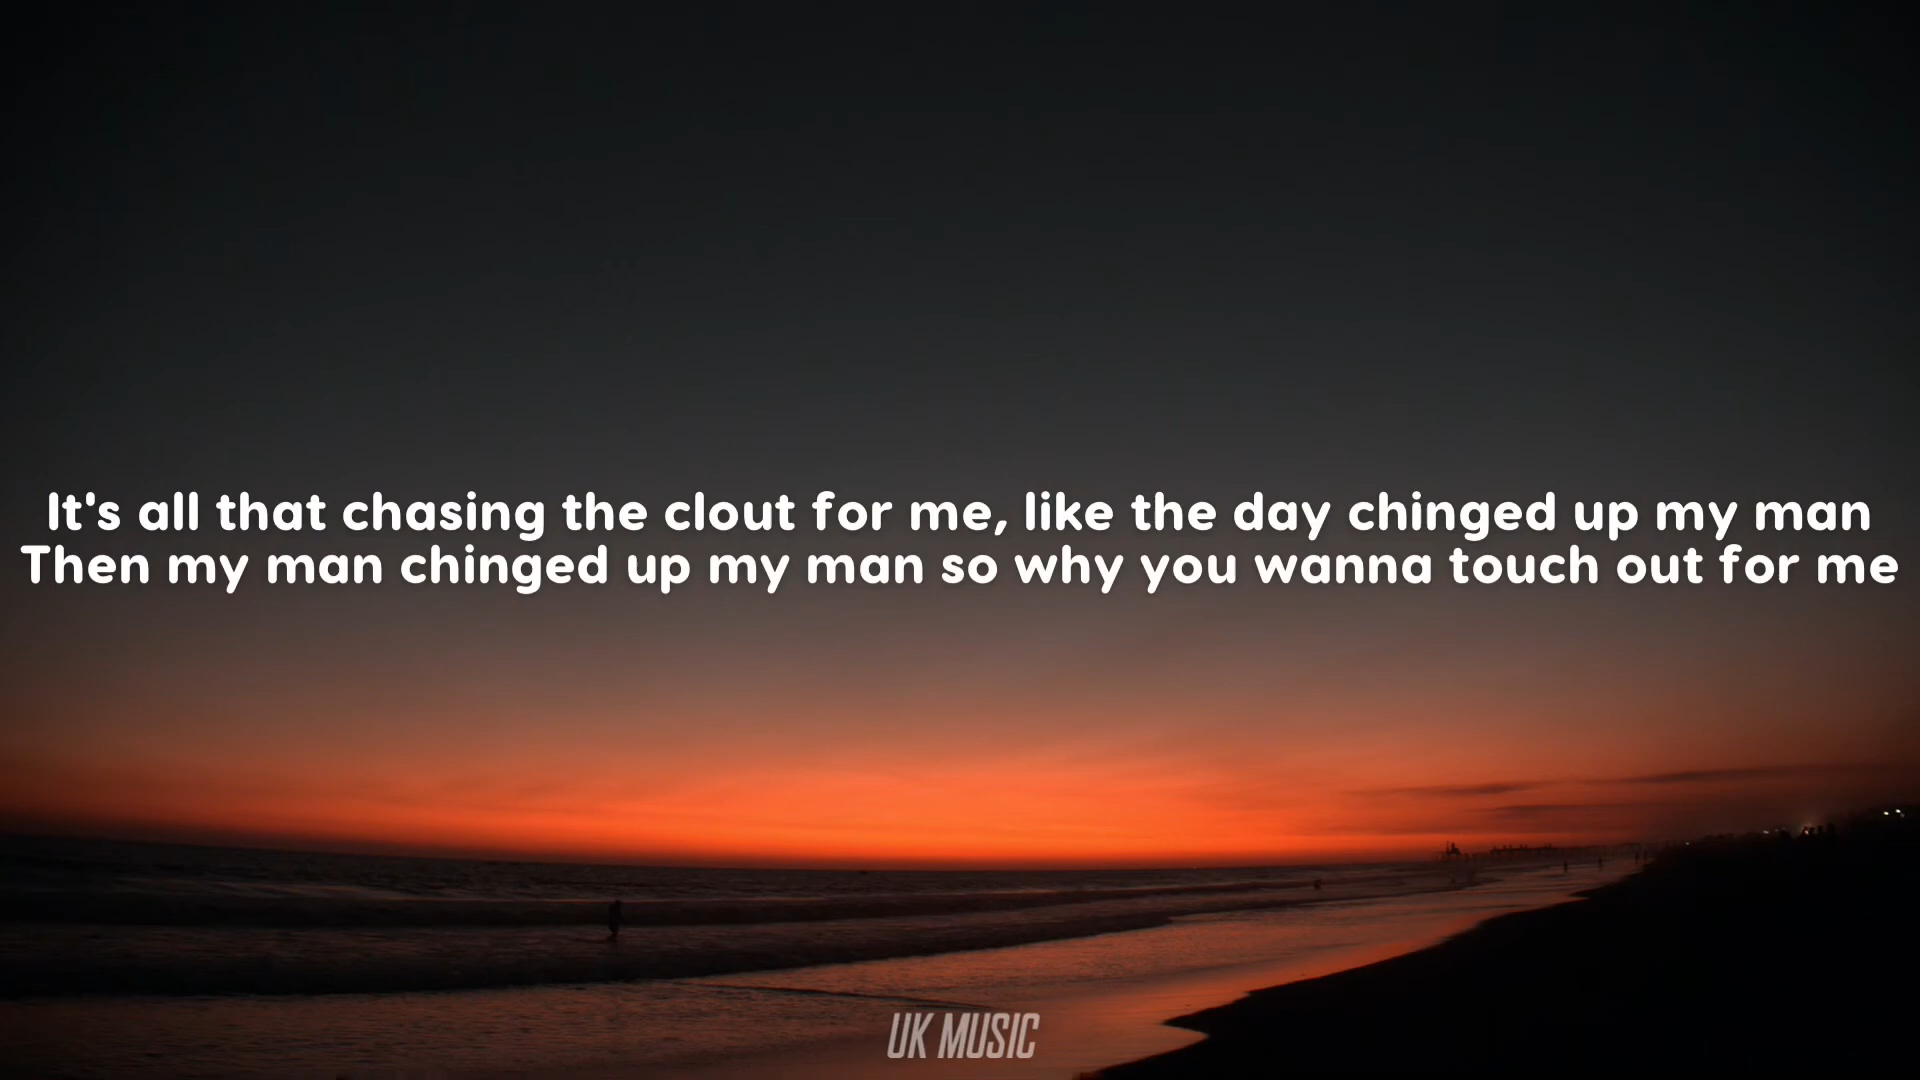 It's all that chasing the clout for me, like the day chinged up my man
Then my man chinged up my man so why you wanna touch out for me
UK MUSIC